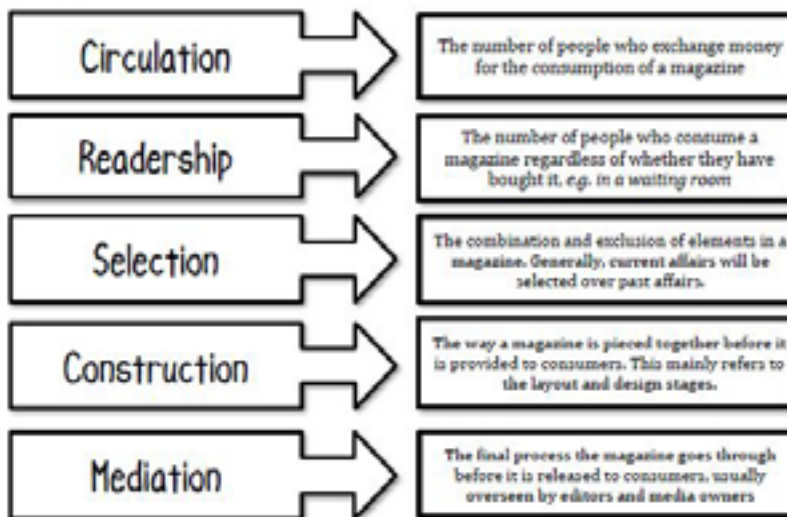 Circulation
The number of people who exchange money
for the consumption of a magazine
Readership
The number of people who consume a
magazine regardless of whether they have
bought it, e.g. in a waiting room
Selection
The combination and exclusion of elements in a
magazine. Generally, current affairs will be
selected over past affairs.
Construction
The way a magazine is pieced together before it
is provided to consumers. This mainly refers to
the layout and design stages.
Mediation
The final process the magazine goes through
before it is released to consumers, usually
overseen by editors and media owners